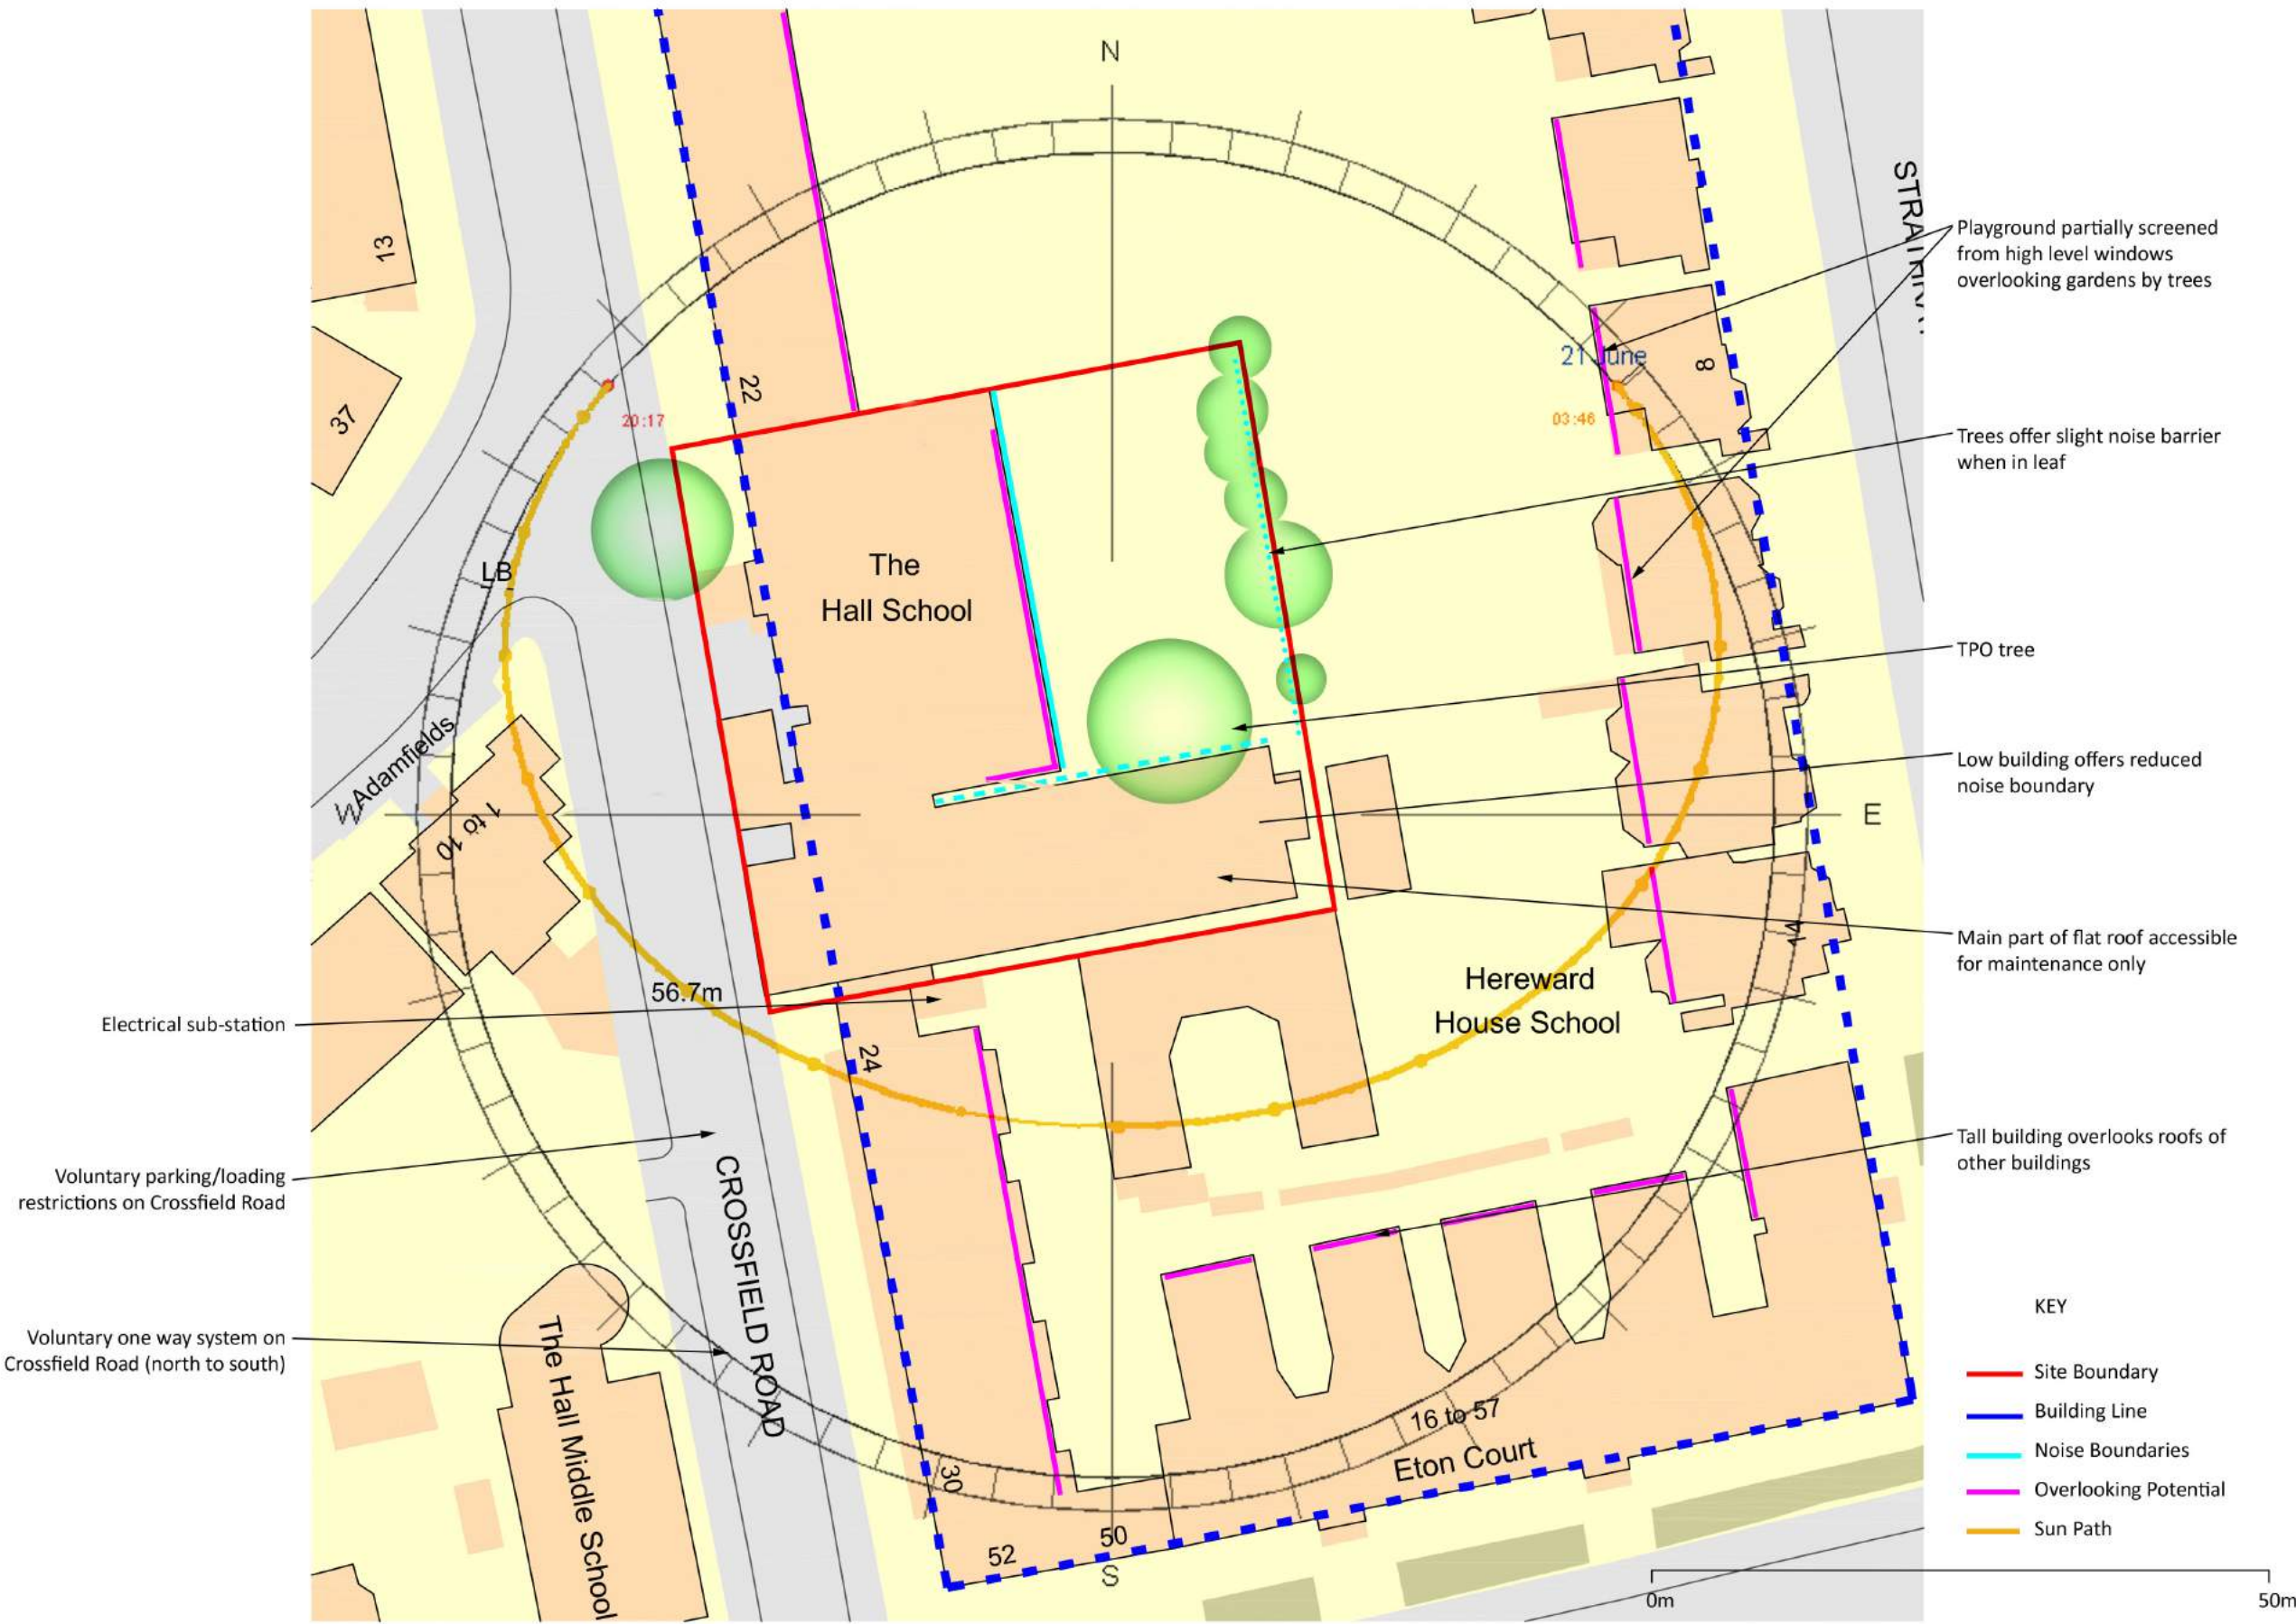 N
13
37
22
20:17
21 June
03:46
8
LB
The
Hall School
Adamfields
W
E
1 to 10
14
56.7m
24
Hereward
House School
CROSSFIELD ROAD
The Hall Middle School
30
52
50
S
16 to 57
Eton Court
Playground partially screened
from high level windows
overlooking gardens by trees
Trees offer slight noise barrier
when in leaf
TPO tree
Low building offers reduced
noise boundary
Main part of flat roof accessible
for maintenance only
Tall building overlooks roofs of
other buildings
Electrical sub-station
Voluntary parking/loading
restrictions on Crossfield Road
Voluntary one way system on
Crossfield Road (north to south)
KEY
Site Boundary
Building Line
Noise Boundaries
Overlooking Potential
Sun Path
0m
50m